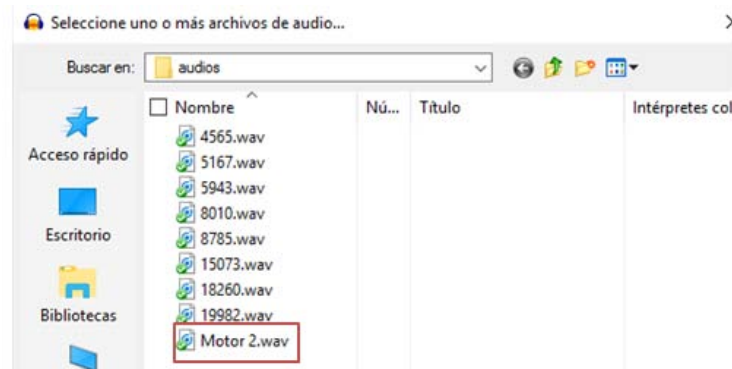 Seleccione uno o más archivos de audio...
Buscar en: audios
Nombre Nú... Título Intérpretes col
4565.wav
5167.wav
5943.wav
8010.wav
8785.wav
15073.wav
18260.wav
19982.wav
Motor 2.wav
Acceso rápido
Escritorio
Bibliotecas